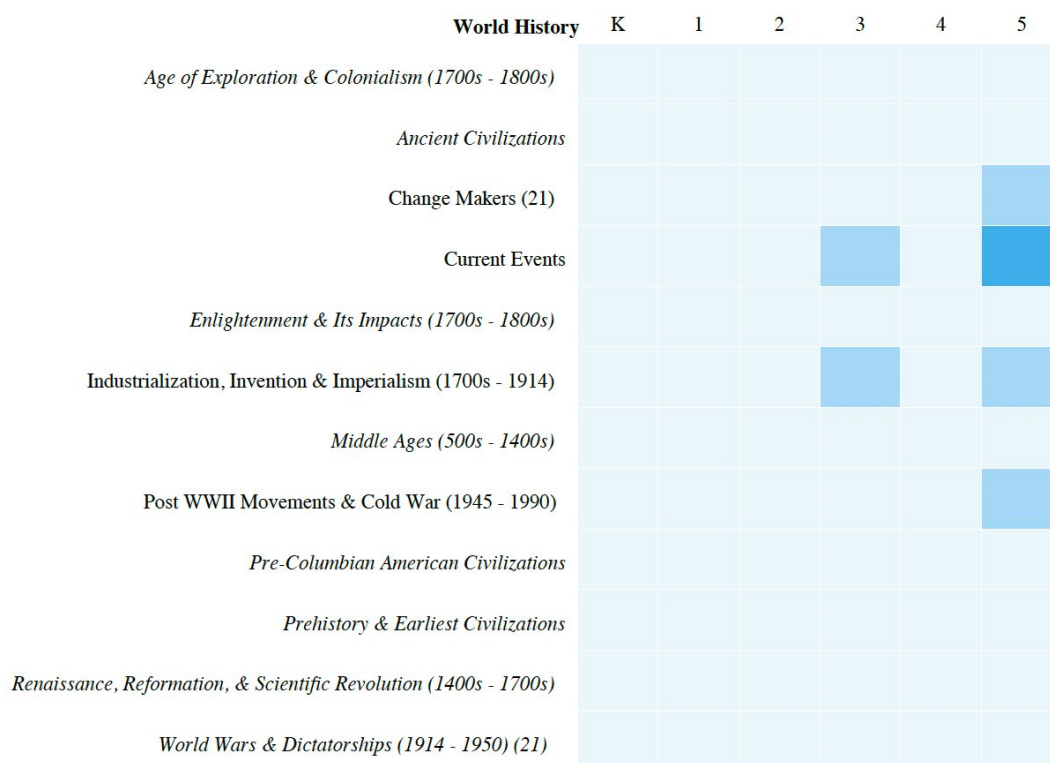 World History K 1 2 3 4 5
Age of Exploration & Colonialism (1700s - 1800s)
Ancient Civilizations
Change Makers (21)
Current Events
Enlightenment & Its Impacts (1700s - 1800s)
Industrialization, Invention & Imperialism (1700s - 1914)
Middle Ages (500s - 1400s)
Post WWII Movements & Cold War (1945 - 1990)
Pre-Columbian American Civilizations
Prehistory & Earliest Civilizations
Renaissance, Reformation, & Scientific Revolution (1400s - 1700s)
World Wars & Dictatorships (1914 - 1950) (21)